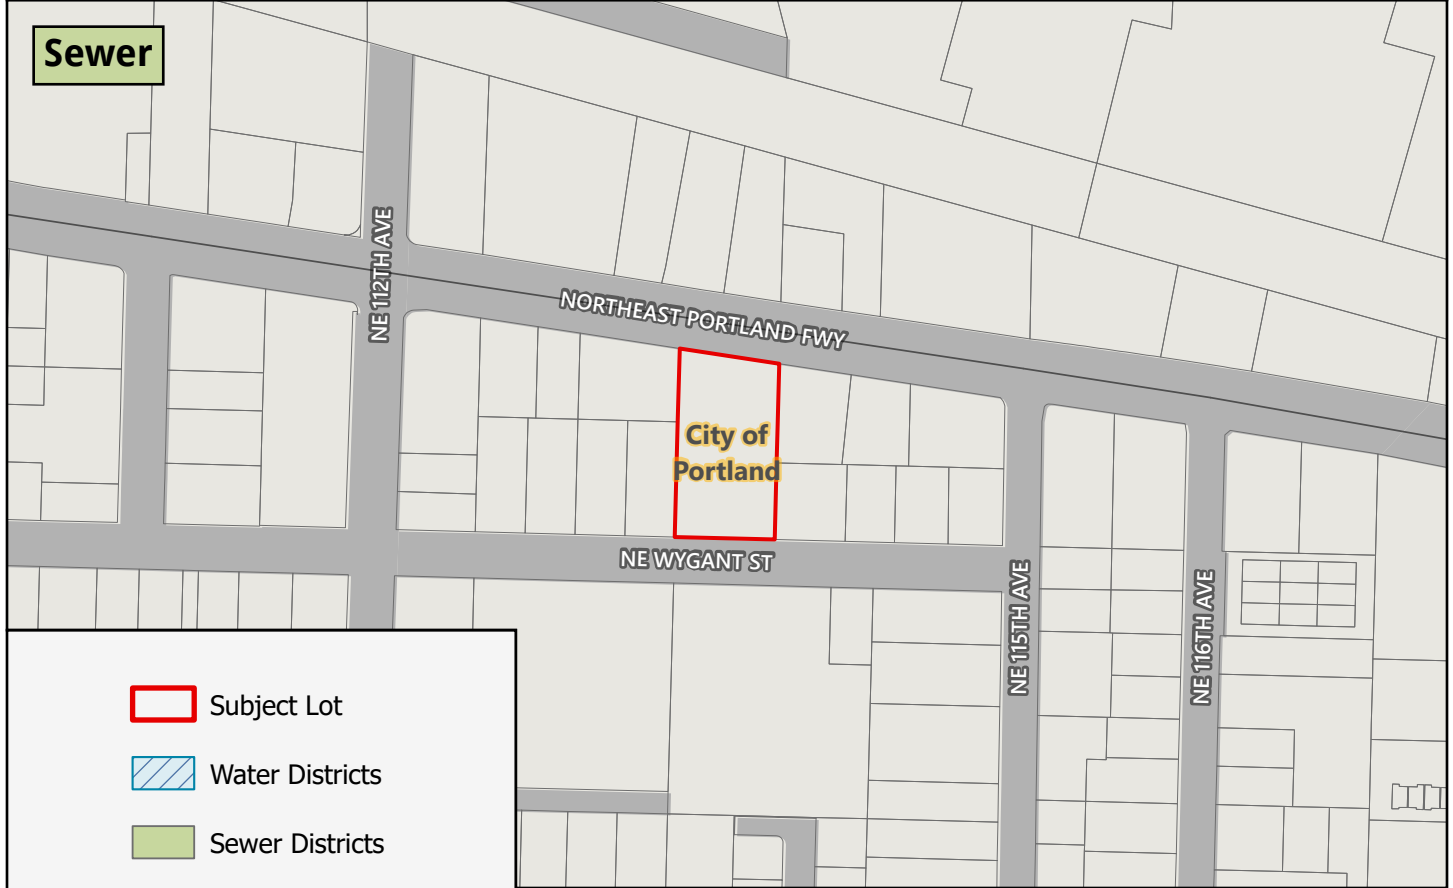 Sewer
NE 112TH AVE
NORTHEAST PORTLAND FWY
City of
Portland
NE WYGANT ST
NE 115TH AVE
NE 116TH AVE
Subject Lot
Water Districts
Sewer Districts